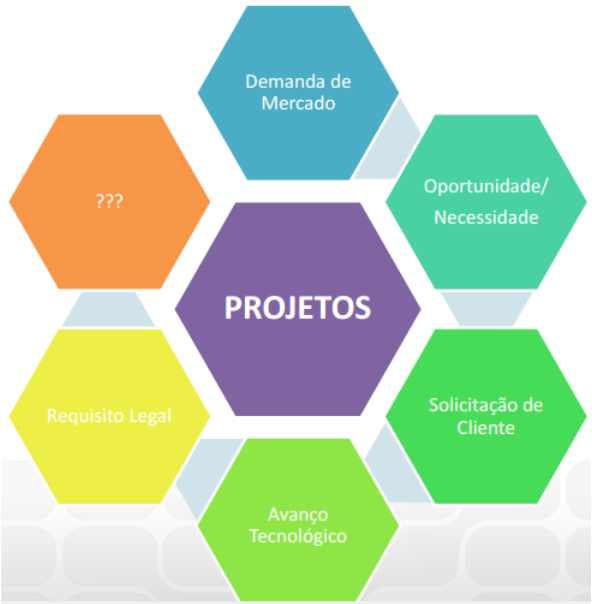 Demanda de
Mercado
Oportunidade/
Necessidade
???
PROJETOS
Solicitação de
Cliente
Requisito Legal
Avanço
Tecnológico